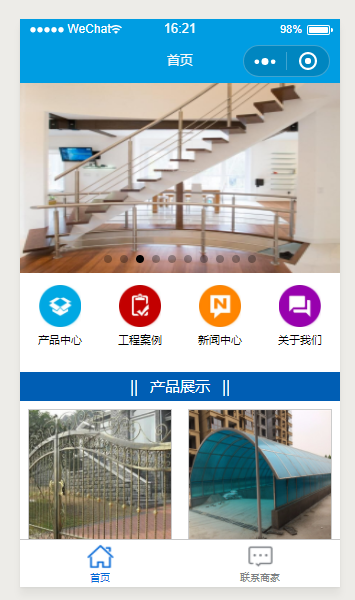 WeChat 16:21 98%
首页
产品中心 工程案例 新闻中心 关于我们
|| 产品展示 ||
首页 联系商家